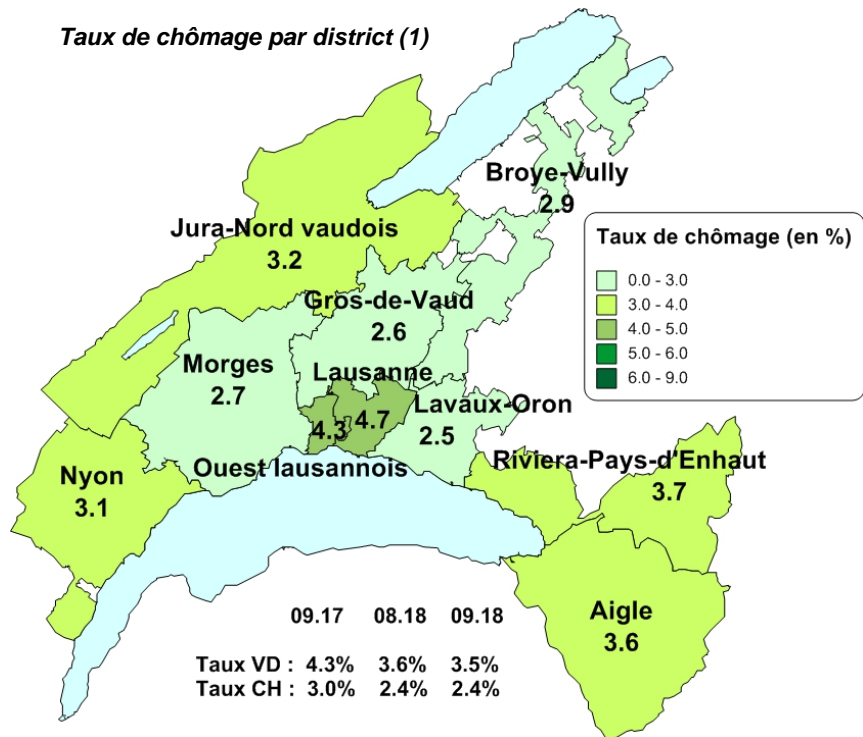 Taux de chômage par district (1)
Broye-Vully
2.9
Jura-Nord vaudois
3.2
Taux de chômage (en %)
0.0 - 3.0
3.0 - 4.0
4.0 - 5.0
5.0 - 6.0
6.0 - 9.0
Gros-de-Vaud
2.6
Morges
2.7
Lausanne
4.7
4.3
Ouest lausannois
Lavaux-Oron
2.5
Riviera-Pays-d'Enhaut
3.7
Nyon
3.1
Aigle
3.6
09.17 08.18 09.18
Taux VD : 4.3% 3.6% 3.5%
Taux CH : 3.0% 2.4% 2.4%